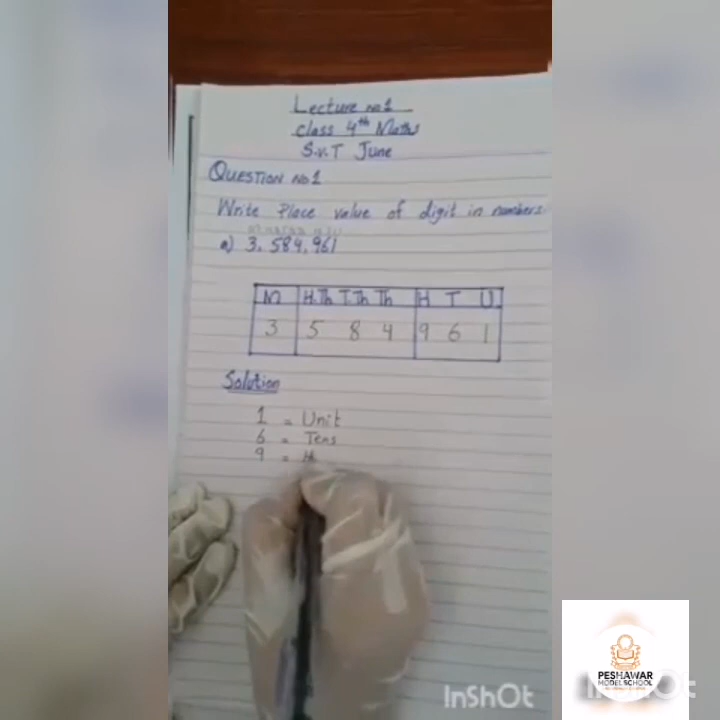 Lecture no 1
class 4th Maths
S.V.T June
QUESTION NO 1
Write Place value of digit in numbers
a) 3,584,961
M H.Th T.Th Th H T U
3 5 8 4 9 6 1
Solution
1 = Unit
6 = Tens
9 = H
PESHAWAR
MODEL SCHOOL
InShOt